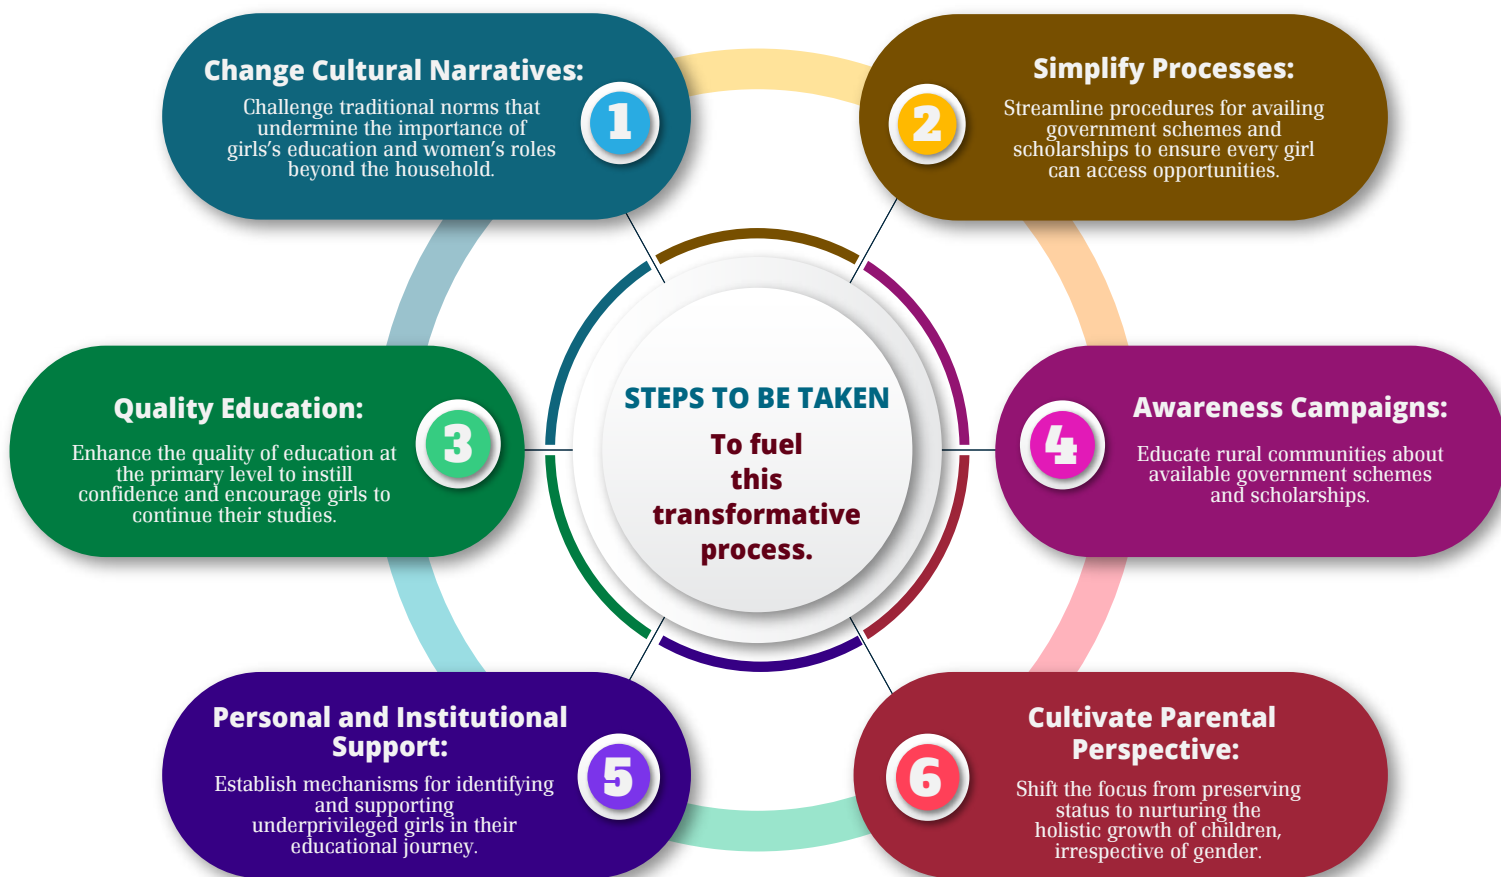 Change Cultural Narratives:
Challenge traditional norms that
undermine the importance of
girls's education and women's roles
beyond the household.
1
Simplify Processes:
Streamline procedures for availing
government schemes and
scholarships to ensure every girl
can access opportunities.
2
Quality Education:
Enhance the quality of education at
the primary level to instill
confidence and encourage girls to
continue their studies.
3
STEPS TO BE TAKEN
To fuel
this
transformative
process.
Awareness Campaigns:
Educate rural communities about
available government schemes
and scholarships.
4
Personal and Institutional
Support:
Establish mechanisms for identifying
and supporting
underprivileged girls in their
educational journey.
5
Cultivate Parental
Perspective:
Shift the focus from preserving
status to nurturing the
holistic growth of children,
irrespective of gender.
6